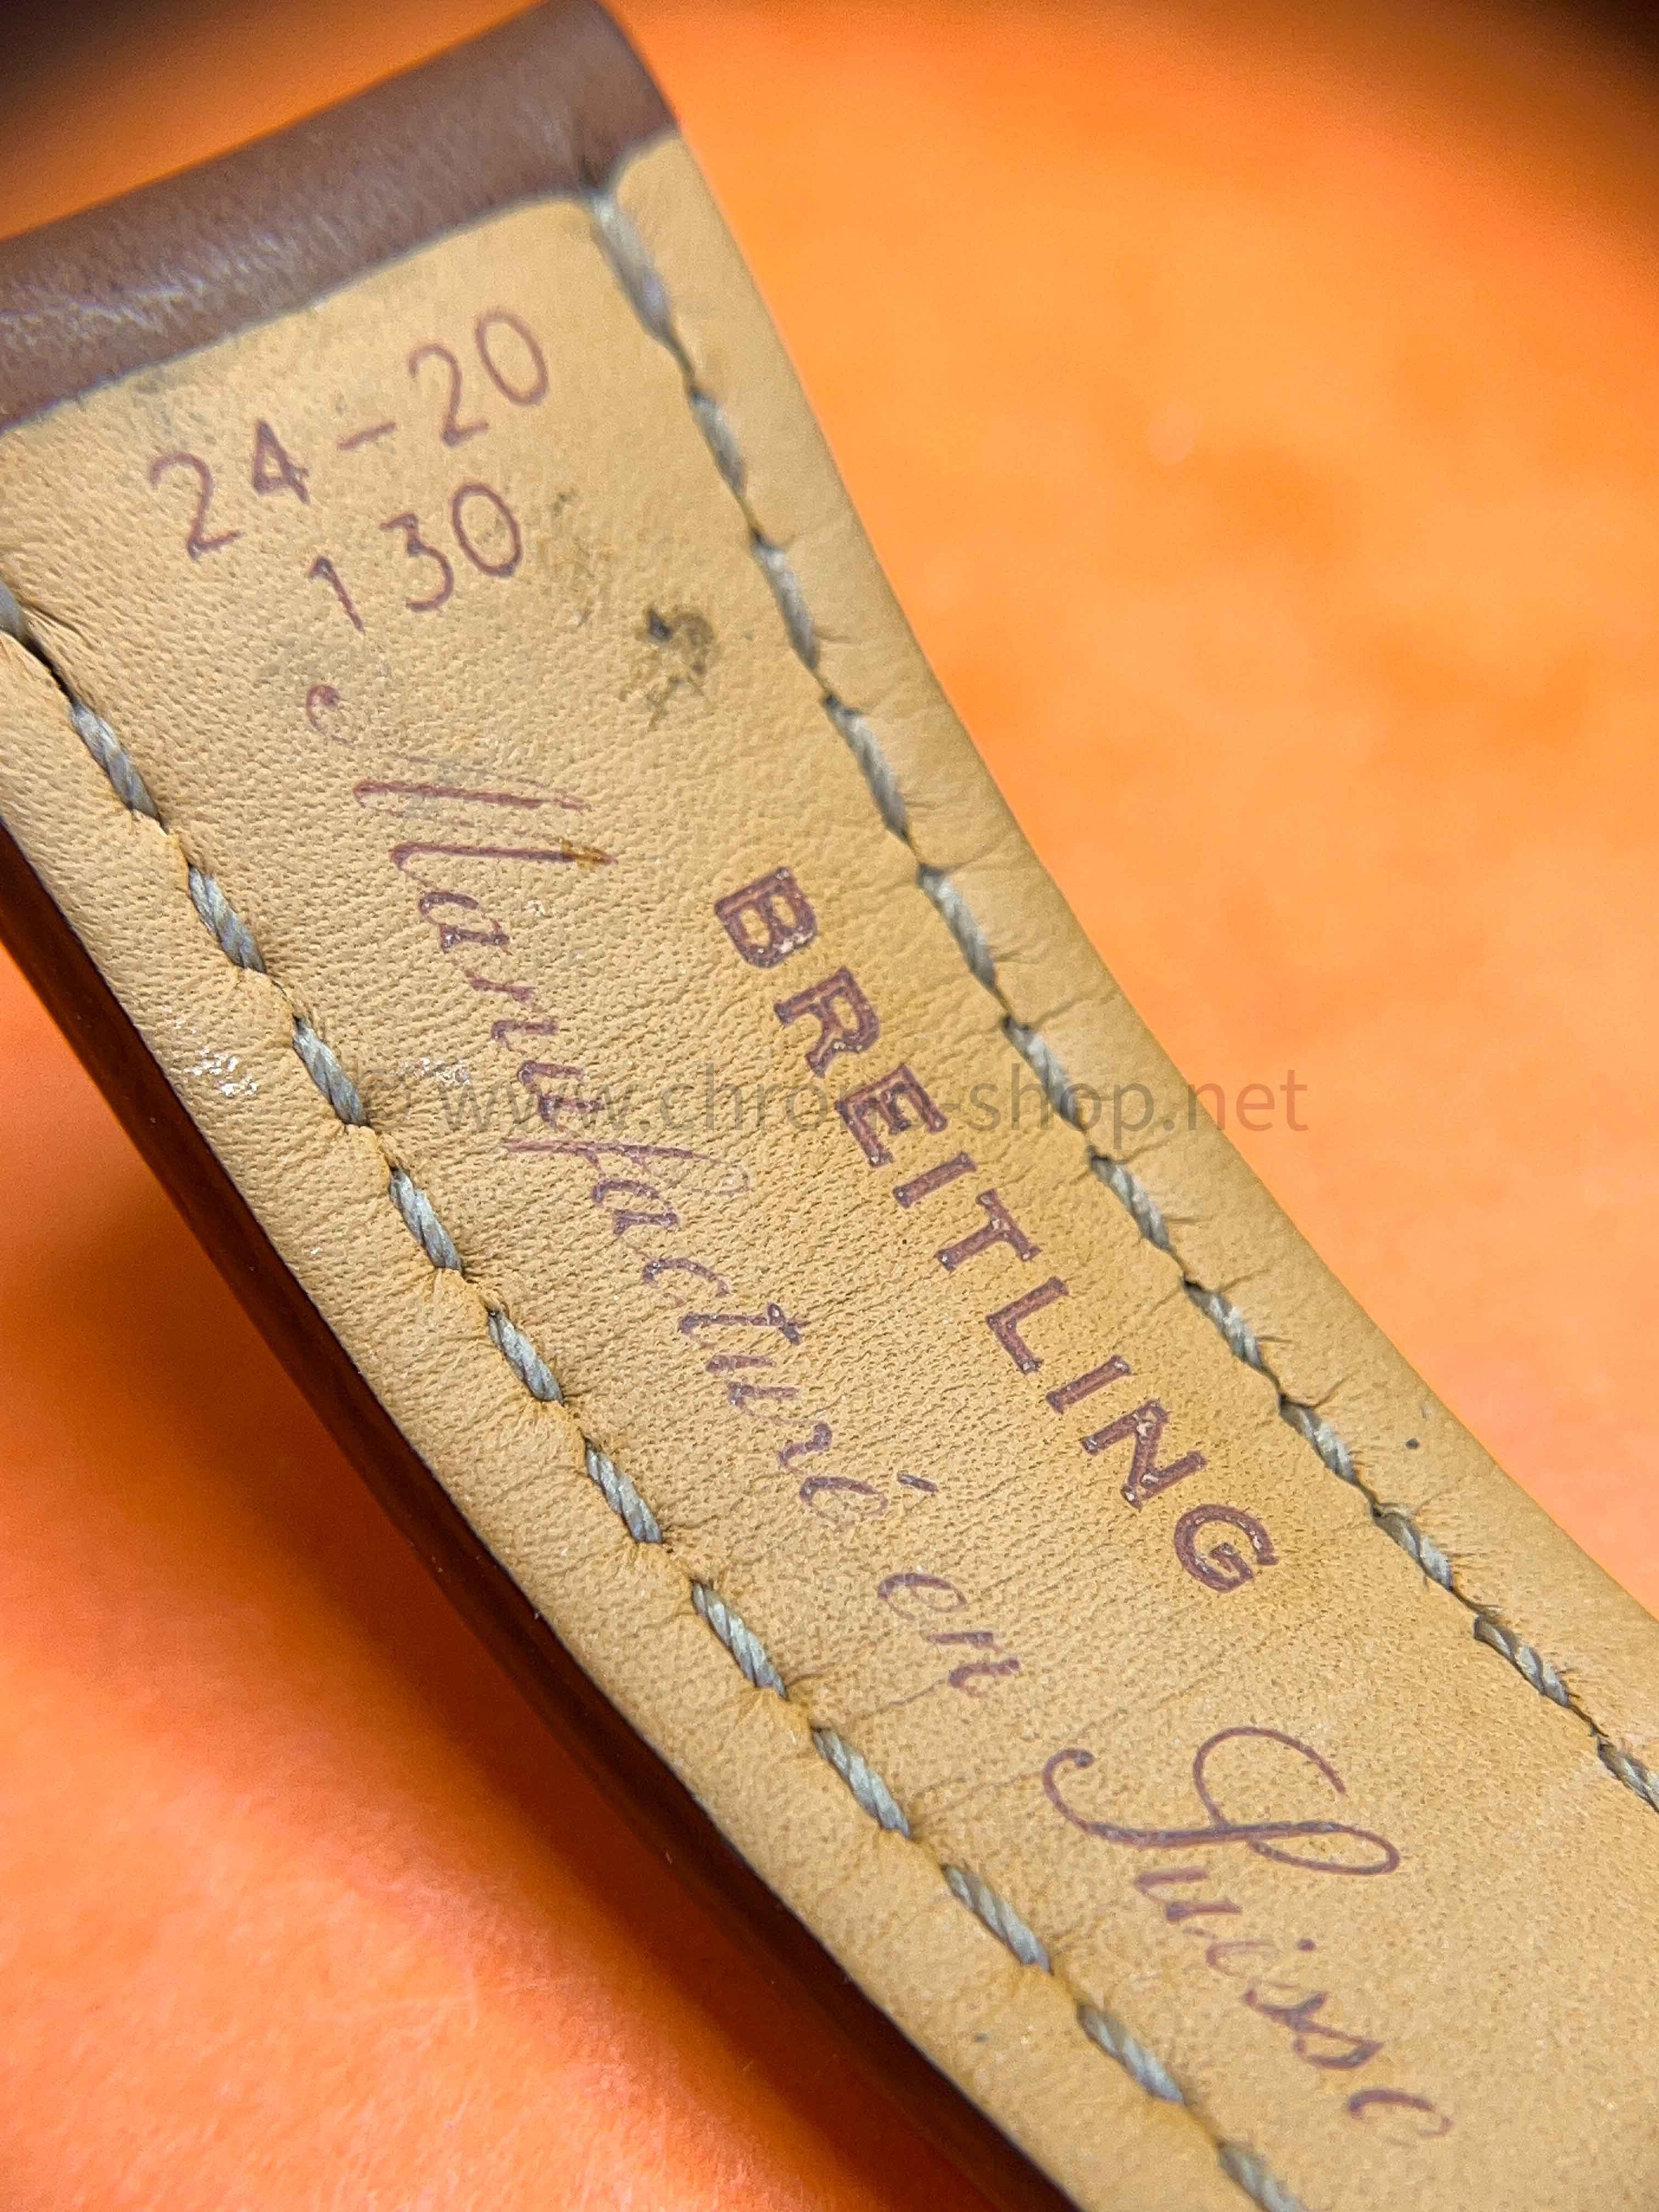 24-20
130
BREITLING
Manufacturé en Suisse
© www.chrono-shop.net